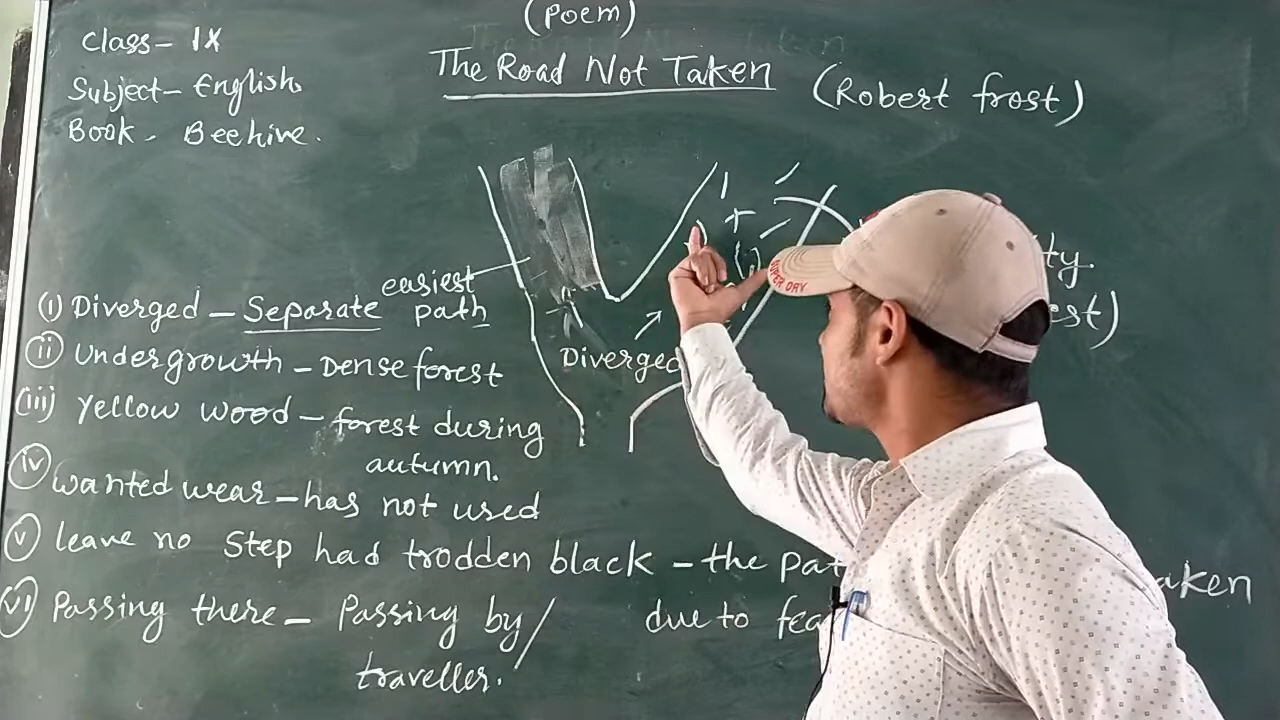 (Poem)
The Road Not Taken (Robert frost)
Class - IX
Subject - English
Book - Beehive.
easiest
(i) Diverged - Separate path
(ii) Undergrowth - Dense forest
(iii) Yellow wood - forest during
autumn.
(iv) wanted wear - has not used
(v) leave no step had trodden black - the
(vi) Passing there - Passing by/
traveller.
due to
Diverged
SUPER DRY